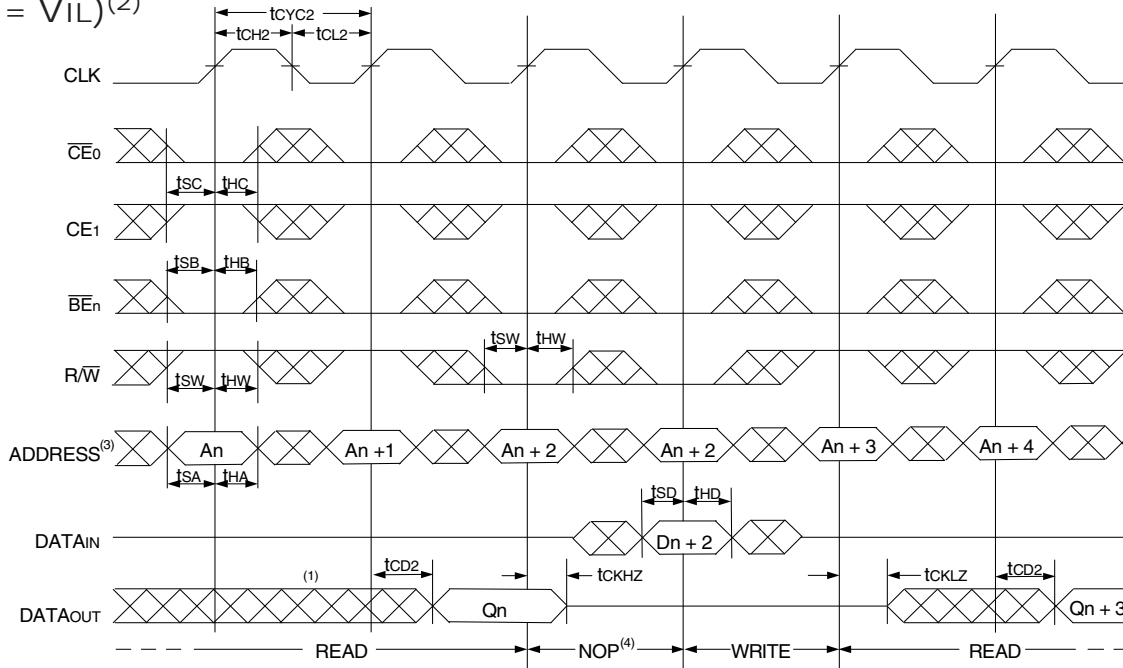 = VIL)(2)
tCYC2
tCH2 tCL2
CLK
CE0
tSC tHC
CE1
tSB tHB
BEn
tSW tHW
R/W
tSW tHW
ADDRESS(3) An An +1 An + 2 An + 2 An + 3 An + 4
tSA tHA
tSD tHD
DATAIN Dn + 2
(1) tCD2 tCKHZ tCKLZ tCD2
DATAOUT Qn Qn + 3
READ NOP(4) WRITE READ